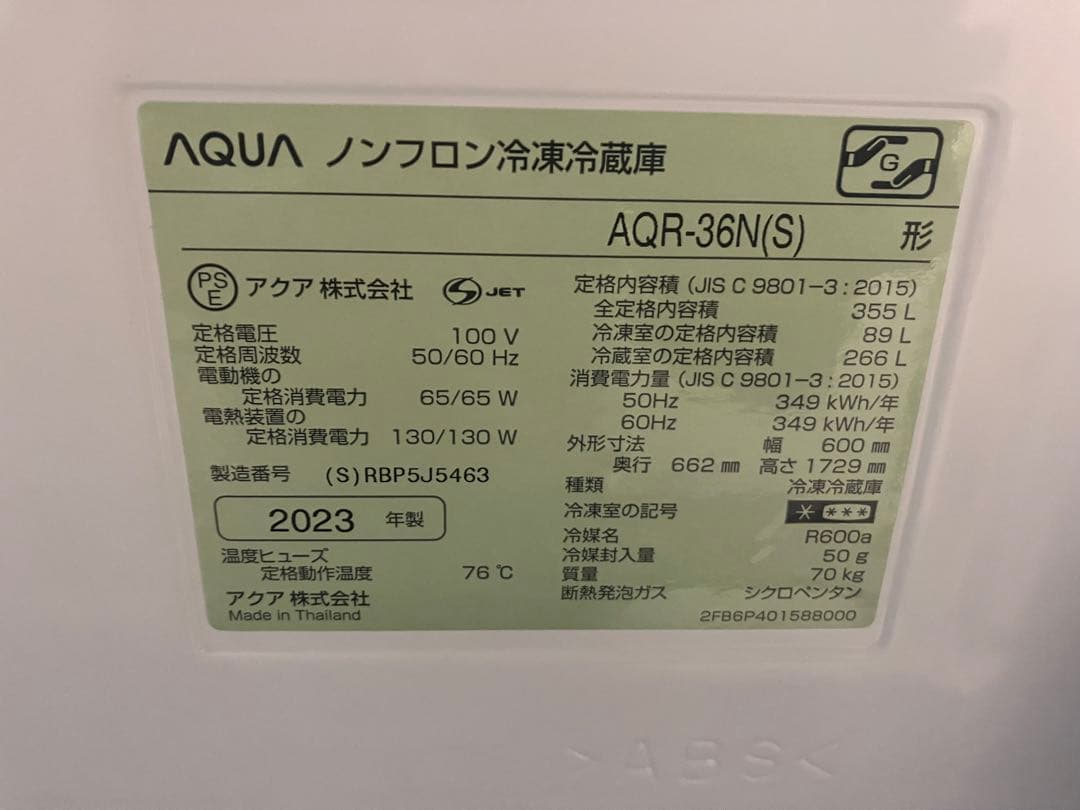 AQUA ノンフロン冷凍冷蔵庫
G
AQR-36N(S) 形
PS E アクア 株式会社 S JET
定格電圧 100 V
定格周波数 50/60 Hz
電動機の
定格消費電力 65/65 W
電熱装置の
定格消費電力 130/130 W
製造番号 (S)RBP5J5463
2023 年製
温度ヒューズ
定格動作温度 76 ℃
アクア 株式会社
Made in Thailand
定格内容積 (JIS C 9801-3:2015)
全定格内容積 355 L
冷凍室の定格内容積 89 L
冷蔵室の定格内容積 266 L
消費電力量 (JIS C 9801-3:2015)
50Hz 349 kWh/年
60Hz 349 kWh/年
外形寸法 幅 600 ㎜
奥行 662 ㎜ 高さ 1729 ㎜
種類 冷凍冷蔵庫
冷凍室の記号 * ***
冷媒名 R600a
冷媒封入量 50 g
質量 70 kg
断熱発泡ガス シクロペンタン
2FB6P401588000
>ABS<